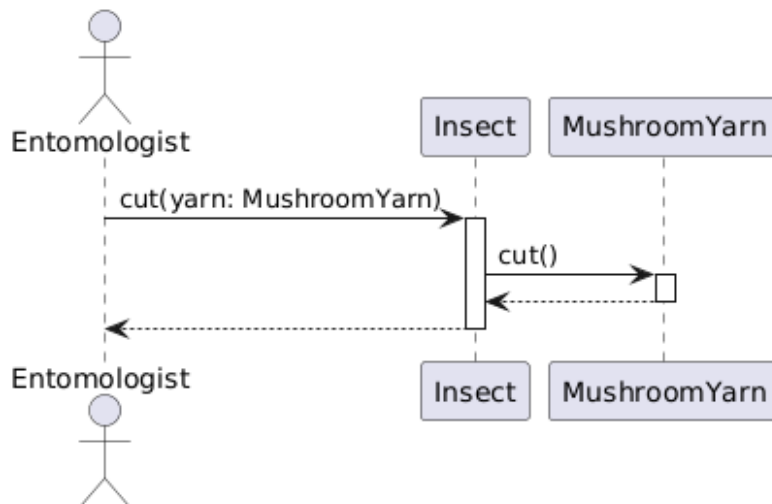 Entomologist
Insect
MushroomYarn
cut(yarn: MushroomYarn)
cut()
Entomologist
Insect
MushroomYarn